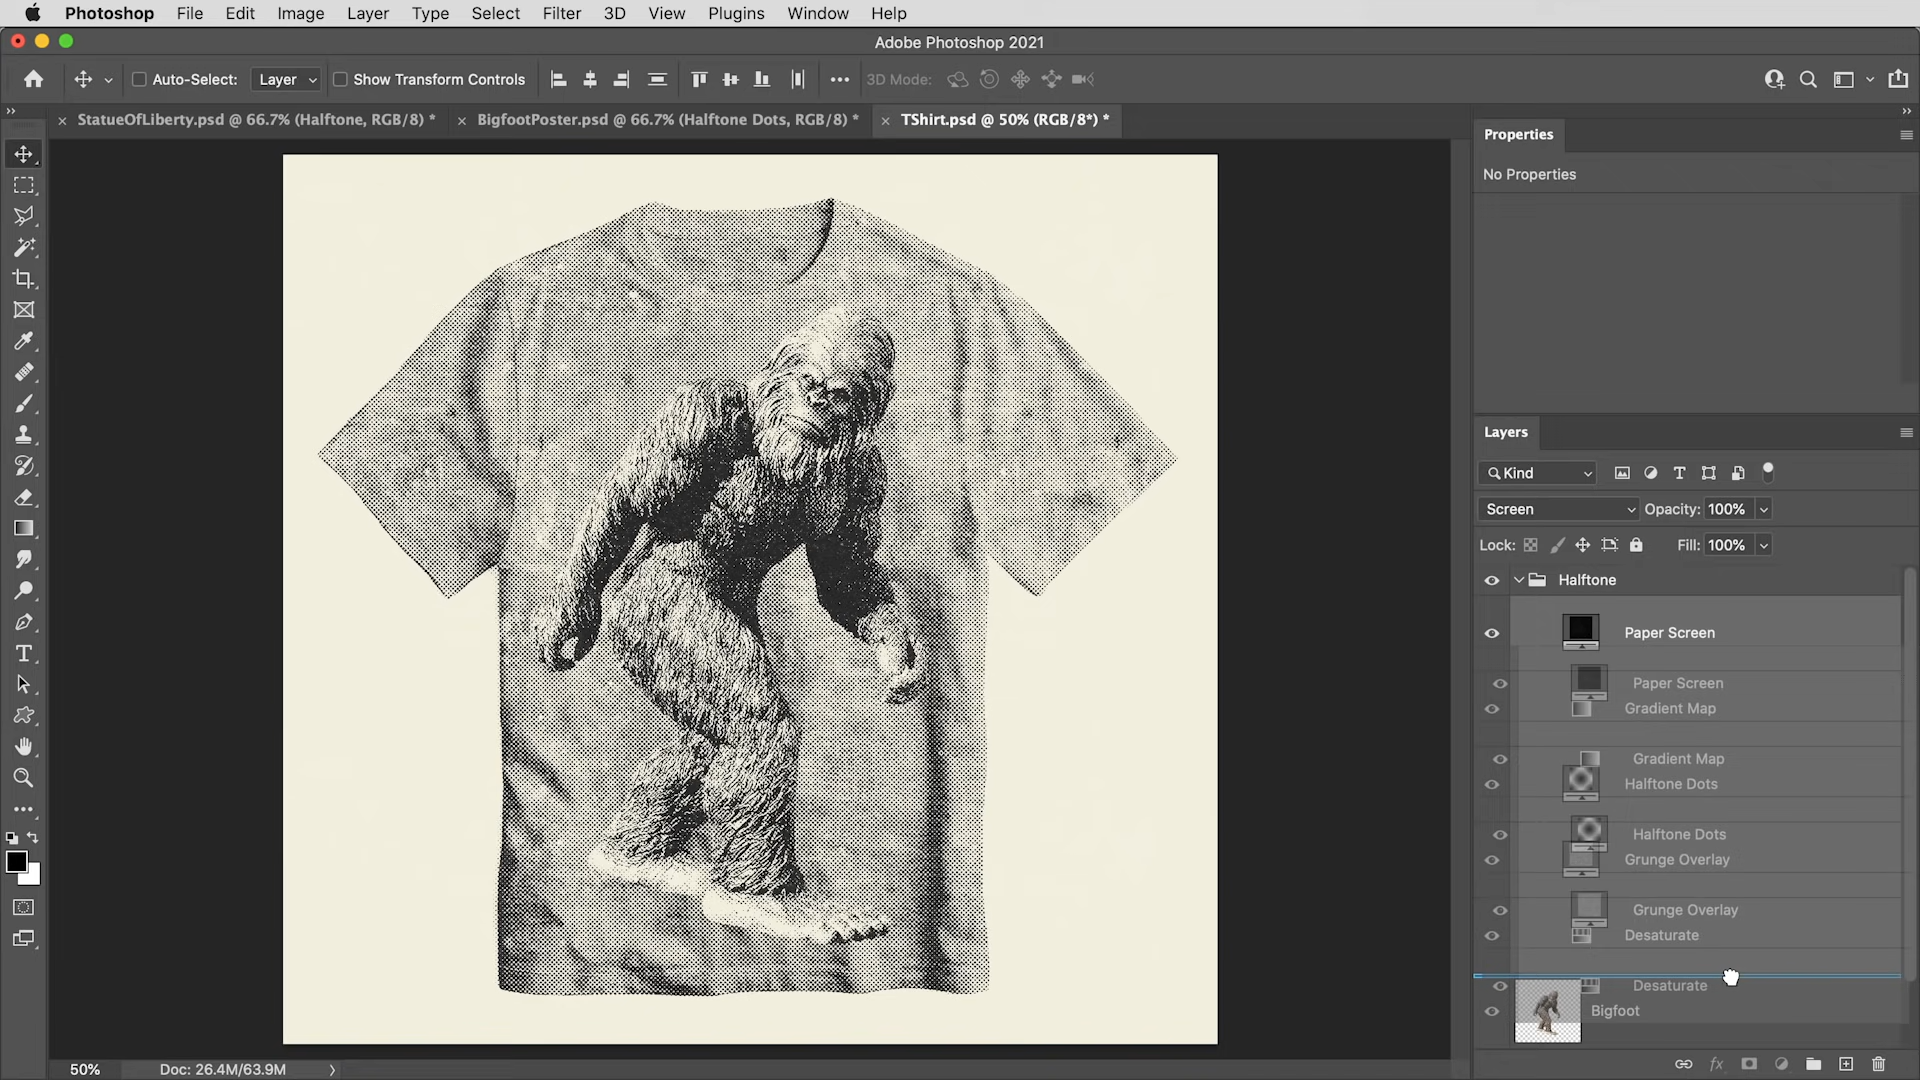 Photoshop File Edit Image Layer Type Select Filter 3D View Plugins Window Help
Adobe Photoshop 2021
Auto-Select: Layer Show Transform Controls 3D Mode:
StatueOfLiberty.psd @ 66.7% (Halftone, RGB/8) * BigfootPoster.psd @ 66.7% (Halftone Dots, RGB/8) * TShirt.psd @ 50% (RGB/8*) *
Properties
No Properties
Layers
Kind
Screen Opacity: 100%
Lock: Fill: 100%
Halftone
Paper Screen
Paper Screen
Gradient Map
Gradient Map
Halftone Dots
Halftone Dots
Grunge Overlay
Grunge Overlay
Desaturate
Desaturate
Bigfoot
50% Doc: 26.4M/63.9M